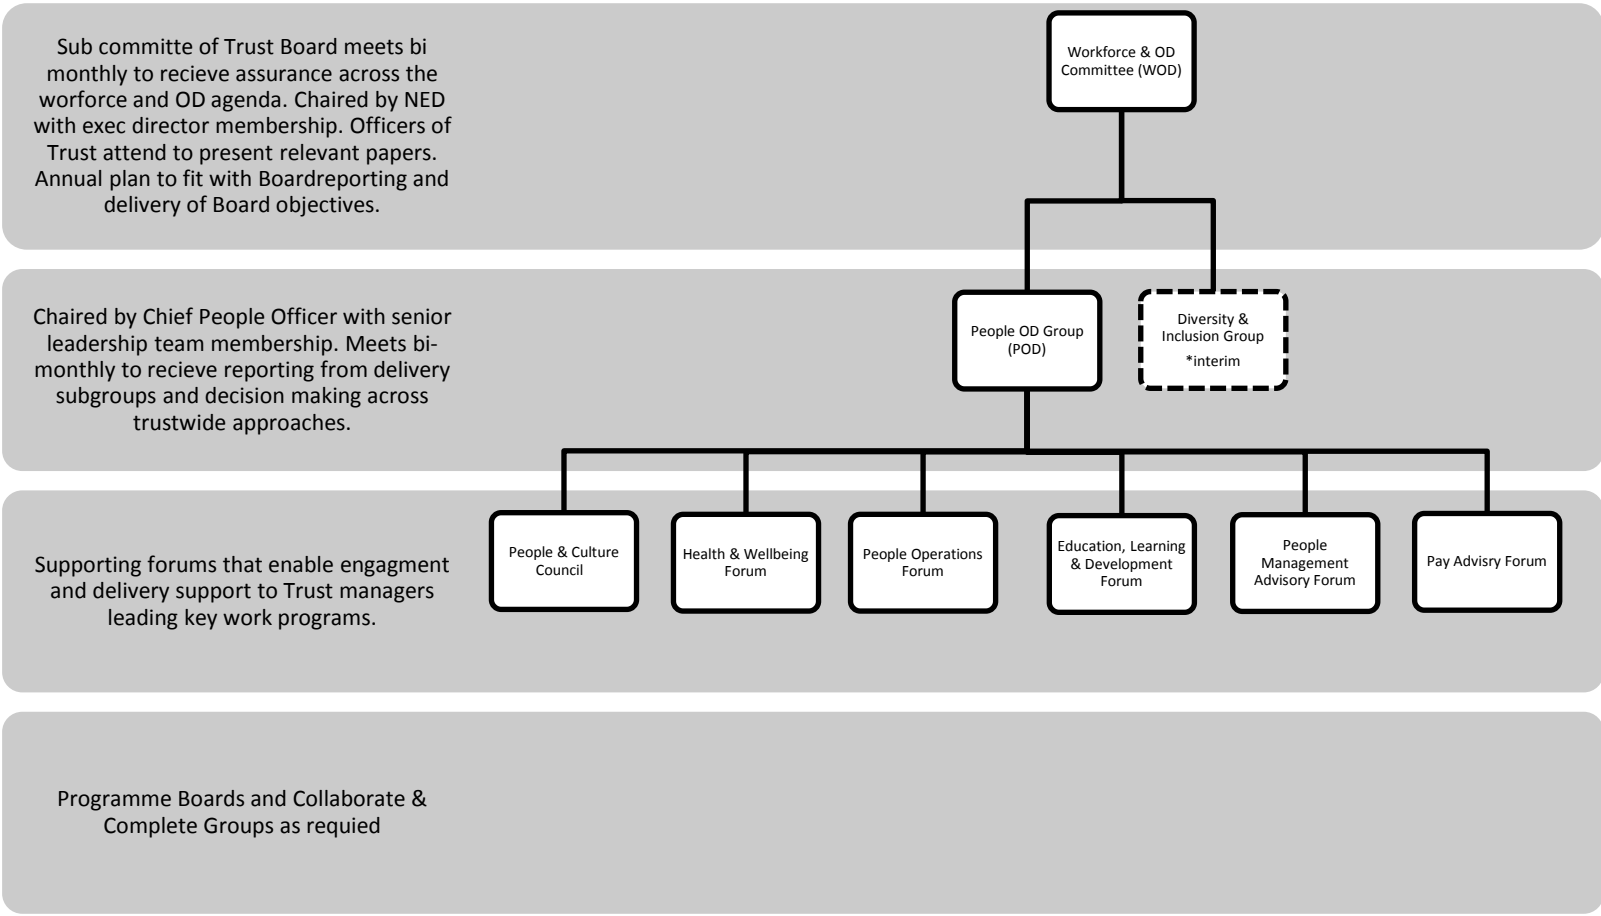 Sub committe of Trust Board meets bi
monthly to recieve assurance across the
worforce and OD agenda. Chaired by NED
with exec director membership. Officers of
Trust attend to present relevant papers.
Annual plan to fit with Boardreporting and
delivery of Board objectives.
Workforce & OD
Committee (WOD)
Chaired by Chief People Officer with senior
leadership team membership. Meets bi-
monthly to recieve reporting from delivery
subgroups and decision making across
trustwide approaches.
People OD Group
(POD)
Diversity &
Inclusion Group
*interim
Supporting forums that enable engagment
and delivery support to Trust managers
leading key work programs.
People & Culture
Council
Health & Wellbeing
Forum
People Operations
Forum
Education, Learning
& Development
Forum
People
Management
Advisory Forum
Pay Advisry Forum
Programme Boards and Collaborate &
Complete Groups as requied